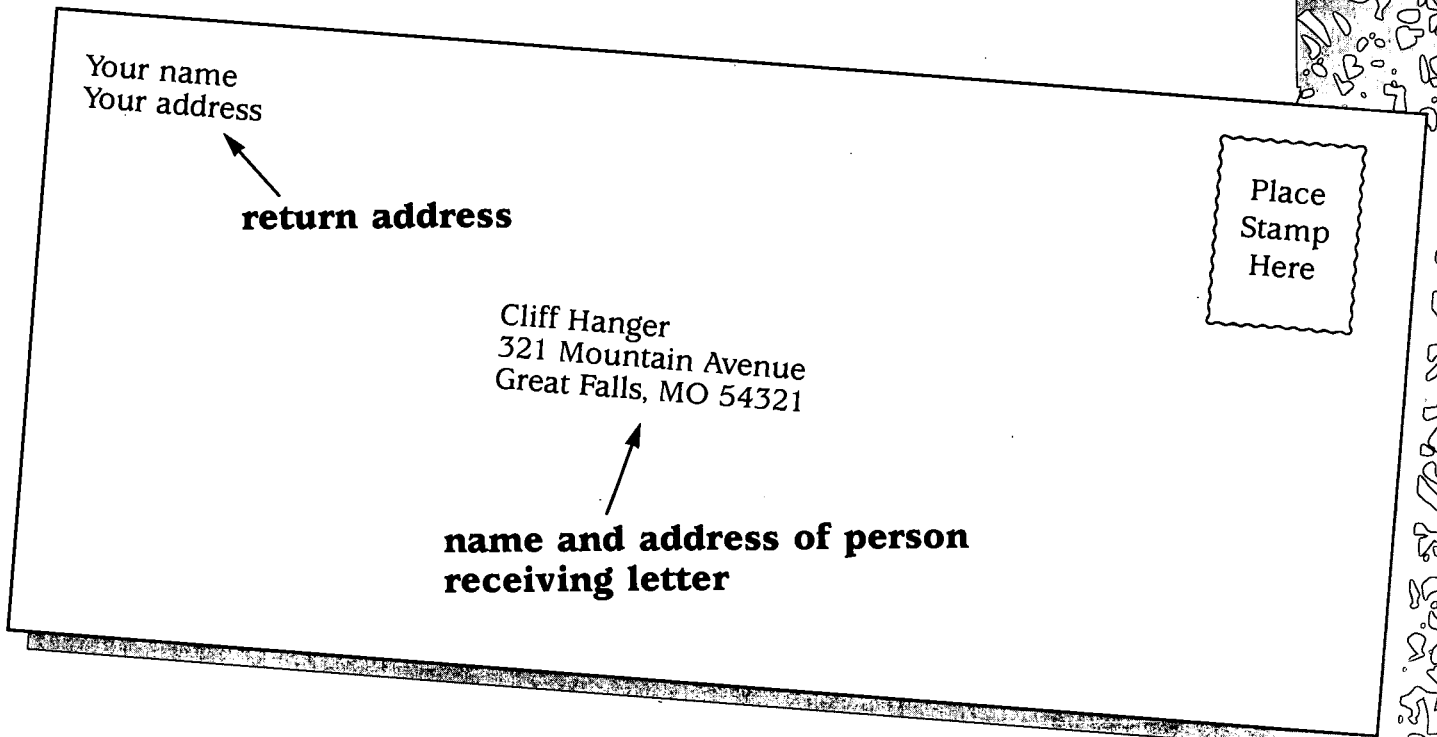 Your name
Your address
return address
Place
Stamp
Here
Cliff Hanger
321 Mountain Avenue
Great Falls, MO 54321
name and address of person
receiving letter